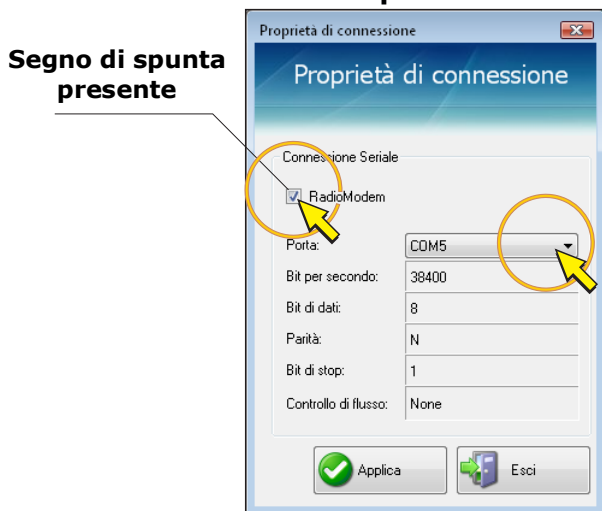 Proprietà di connessione
Segno di spunta
presente
Proprietà di connessione
Connessione Seriale
RadioModem
Porta: COM5
Bit per secondo: 38400
Bit di dati: 8
Parità: N
Bit di stop: 1
Controllo di flusso: None
Applica Esci